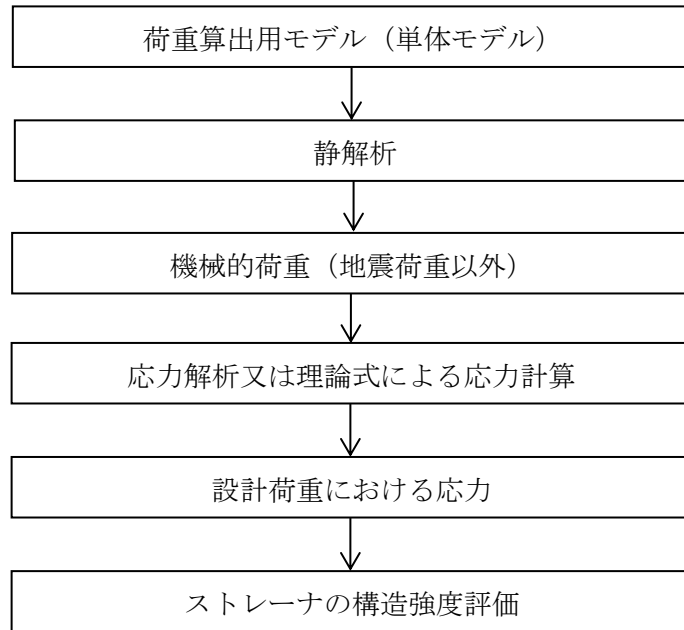 荷重算出用モデル（単体モデル）
静解析
機械的荷重（地震荷重以外）
応力解析又は理論式による応力計算
設計荷重における応力
ストレーナの構造強度評価